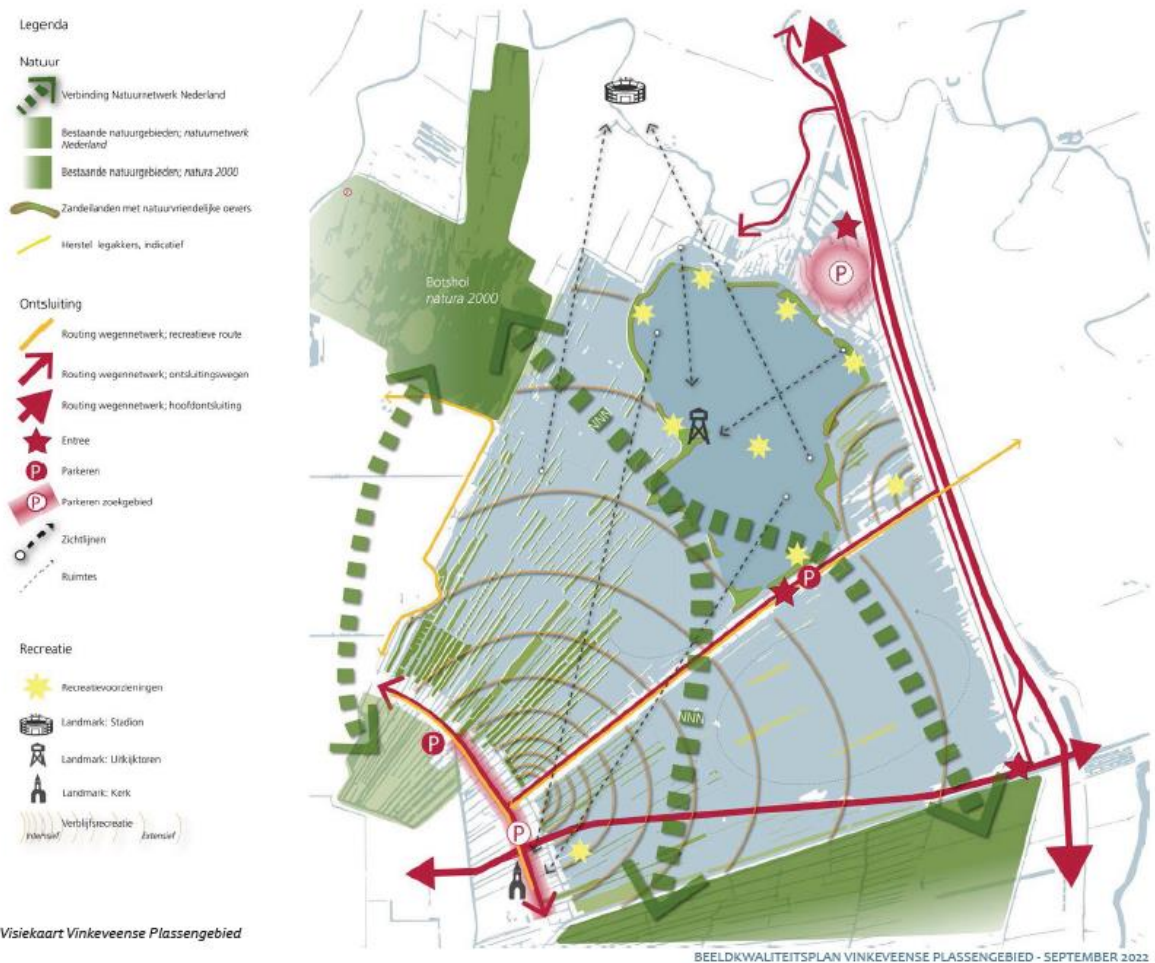 Legenda
Natuur
Verbinding Natuurnetwerk Nederland
Bestaande natuurgebieden; natuurnetwerk
Nederland
Bestaande natuurgebieden; natura 2000
Zandeilanden met natuurvriendelijke oevers
Herstel legakkers, indicatief
Ontsluiting
Routing wegennetwerk; recreatieve route
Routing wegennetwerk; ontsluitingswegen
Routing wegennetwerk; hoofdontsluiting
Entree
P Parkeren
P Parkeren zoekgebied
Zichtlijnen
Ruimtes
Recreatie
Recreatievoorzieningen
Landmark: Stadion
Landmark: Uitkijktoren
Landmark: Kerk
Verblijfsrecreatie
Intensief Extensief
Visiekaart Vinkeveense Plassengebied
P
Botshol
natura 2000
NNN
P
NNN
P
P
BEELDKWALITEITSPLAN VINKEVEENSE PLASSENGEBIED - SEPTEMBER 2022